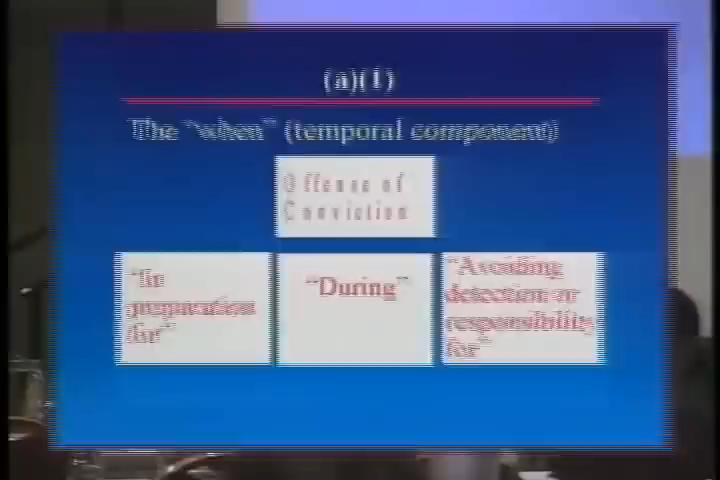 (a)(1)
The "when" (temporal component)
Offense of
Conviction
"In
preparation
for"
"During"
"Avoiding
detection or
responsibility
for"